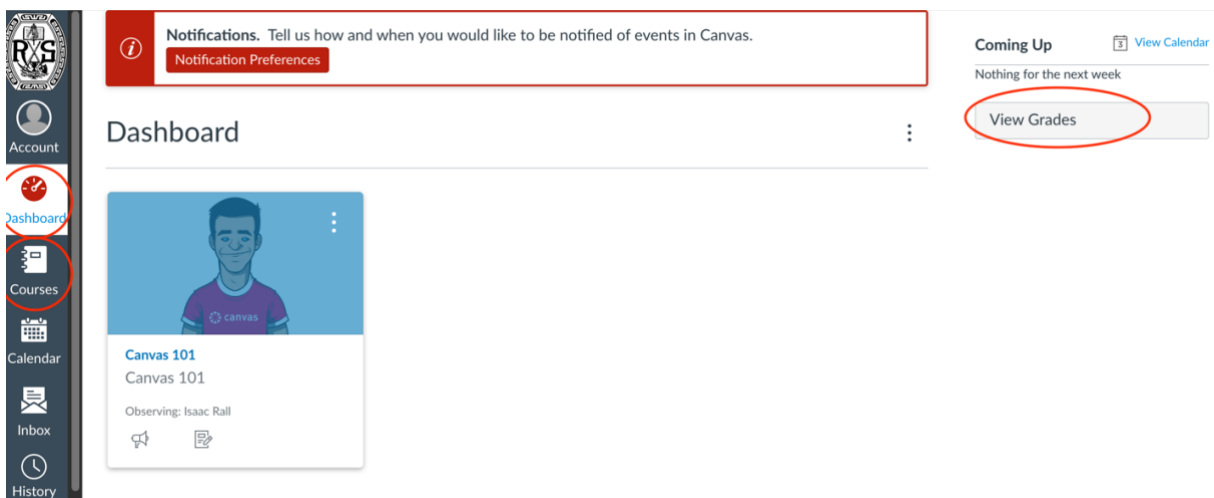 RXS
Account
Dashboard
Courses
Calendar
Inbox
History
Notifications. Tell us how and when you would like to be notified of events in Canvas.
Notification Preferences
Dashboard
canvas
Canvas 101
Canvas 101
Observing: Isaac Rall
Coming Up
3 View Calendar
Nothing for the next week
View Grades